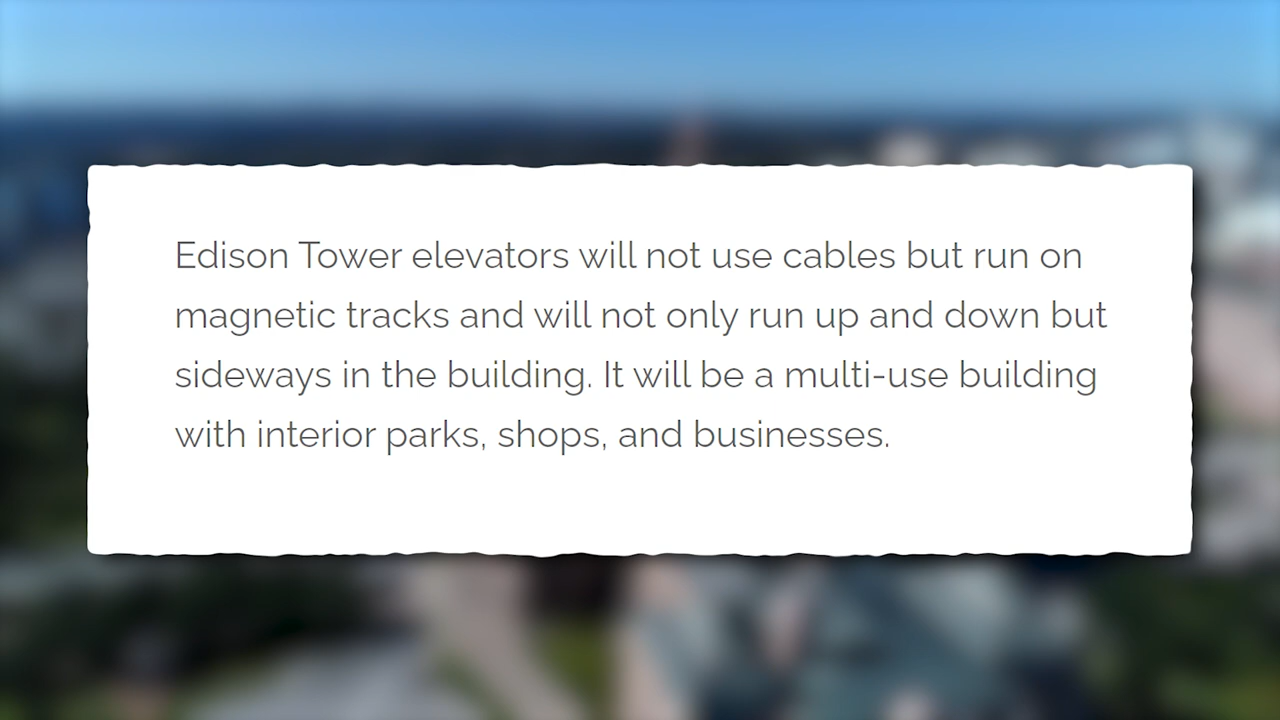 Edison Tower elevators will not use cables but run on
magnetic tracks and will not only run up and down but
sideways in the building. It will be a multi-use building
with interior parks, shops, and businesses.